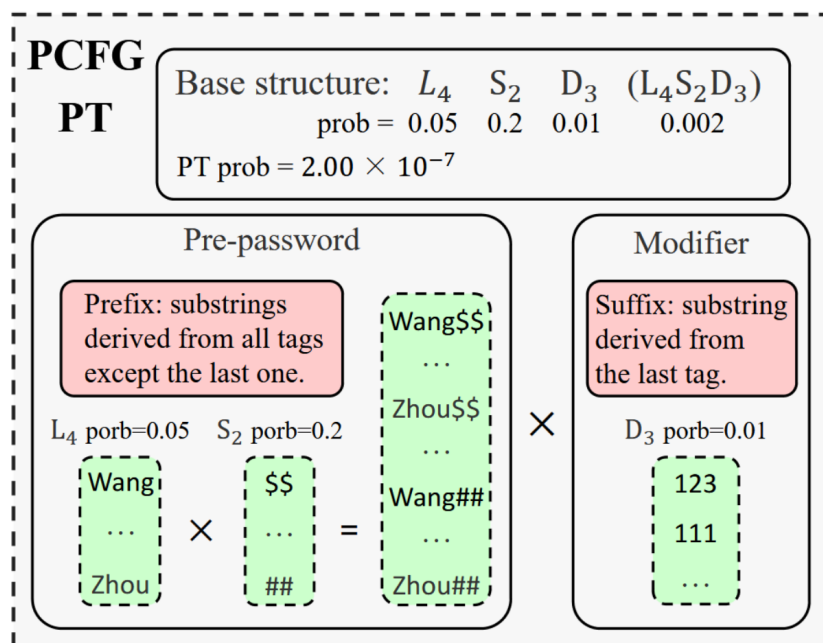 PCFG
PT
Base structure: L₄ S₂ D₃ (L₄S₂D₃)
prob = 0.05 0.2 0.01 0.002
PT prob = 2.00 × 10⁻⁷
Pre-password
Prefix: substrings
derived from all tags
except the last one.
L₄ porb=0.05 S₂ porb=0.2
Wang
...
Zhou
×
$$
...
##
=
Wang$$
...
Zhou$$
...
Wang##
...
Zhou##
×
Modifier
Suffix: substring
derived from
the last tag.
D₃ porb=0.01
123
111
...